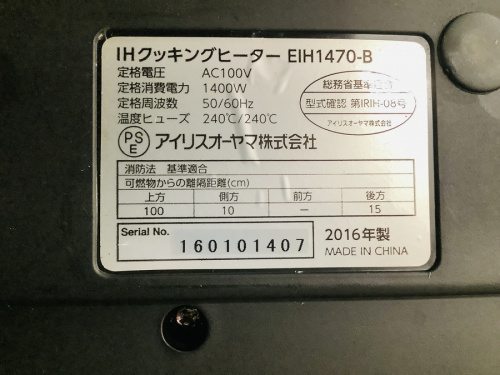 IHクッキングヒーター EIH1470-B
定格電圧 AC100V
定格消費電力 1400W
定格周波数 50/60Hz
温度ヒューズ 240℃/240℃
総務省基準適合
型式確認 第IRIH-08号
アイリスオーヤマ株式会社
PS
E
アイリスオーヤマ株式会社
消防法 基準適合
可燃物からの離隔距離(cm)
上方 側方 前方 後方
100 10 — 15
Serial No. 160101407
2016年製
MADE IN CHINA